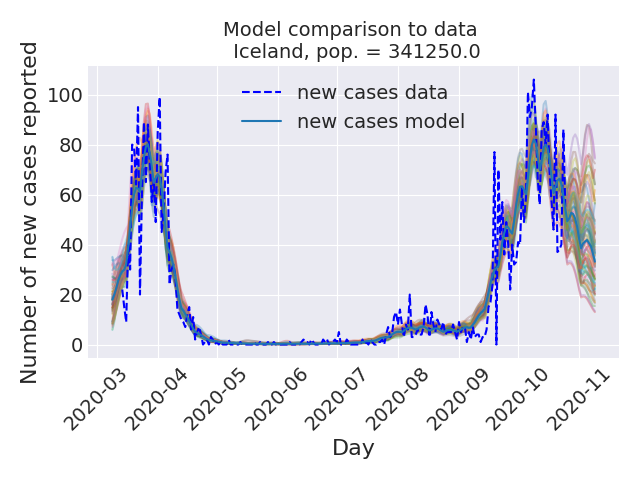 Model comparison to data
Iceland, pop. = 341250.0
new cases data
new cases model
Number of new cases reported
100
80
60
40
20
0
2020-03
2020-04
2020-05
2020-06
2020-07
2020-08
2020-09
2020-10
2020-11
Day